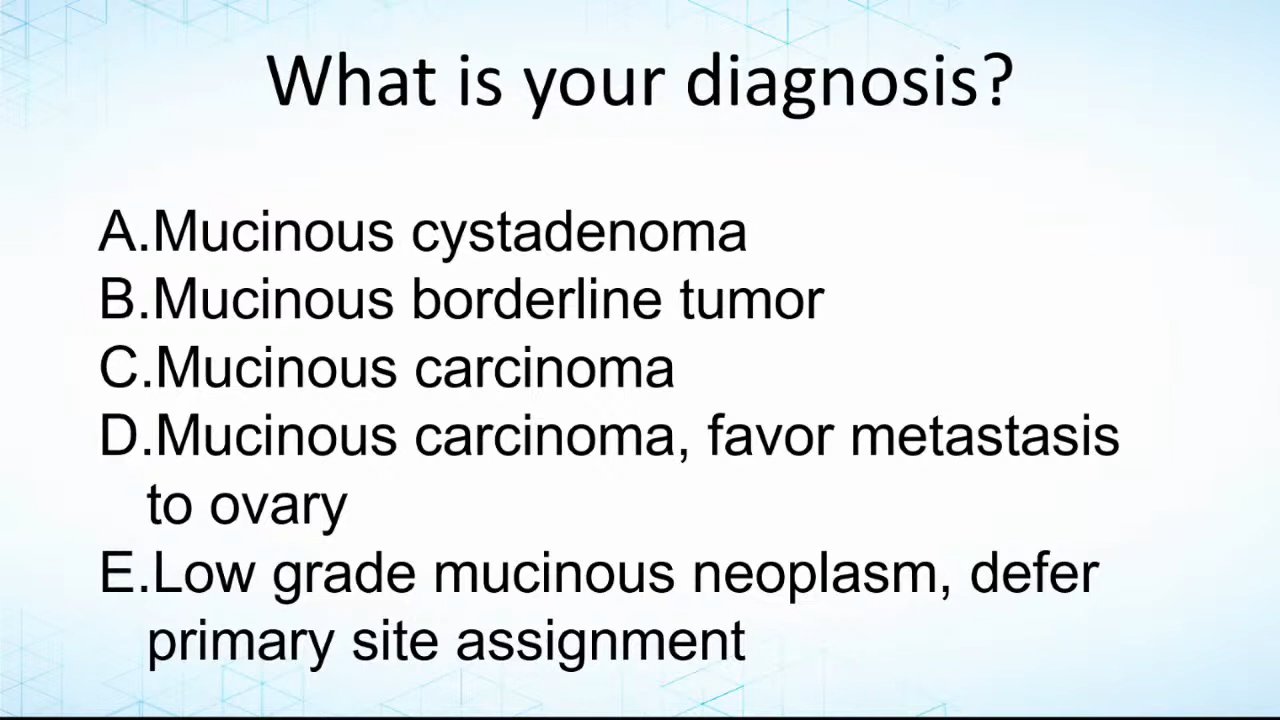 What is your diagnosis?
A.Mucinous cystadenoma
B.Mucinous borderline tumor
C.Mucinous carcinoma
D.Mucinous carcinoma, favor metastasis
to ovary
E.Low grade mucinous neoplasm, defer
primary site assignment